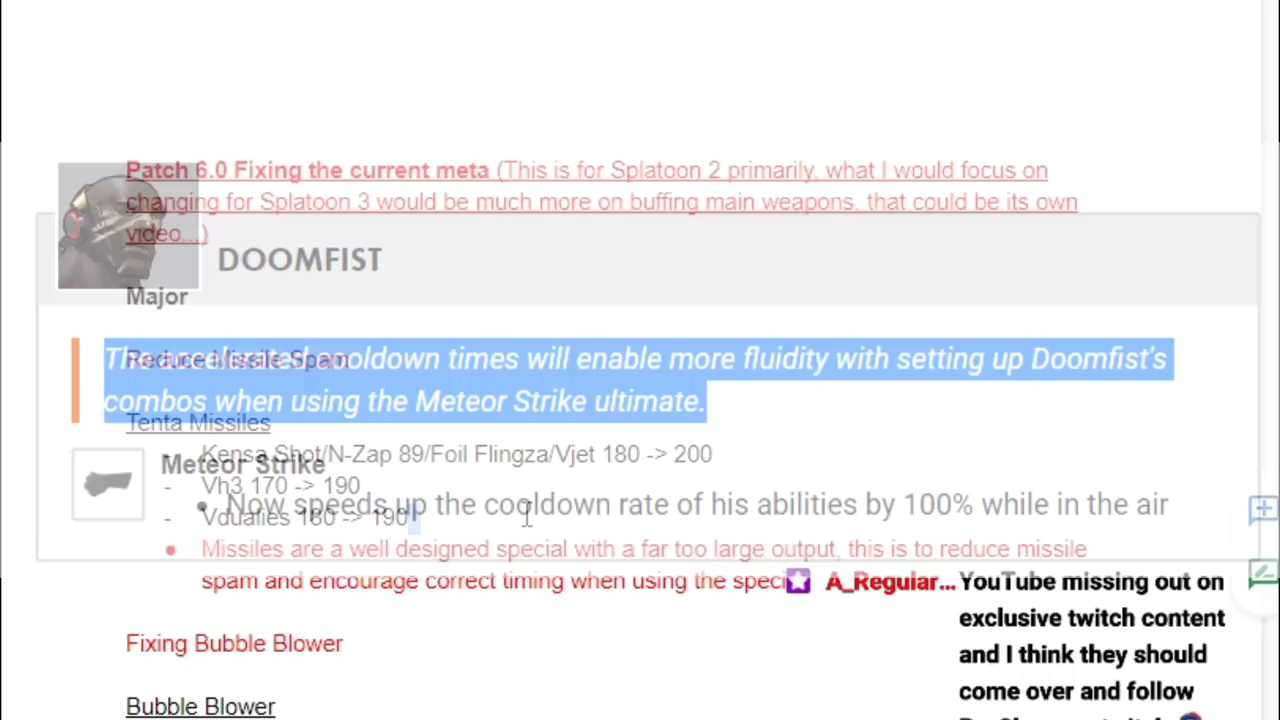 Patch 6.0 Fixing the current meta (This is for Splatoon 2 primarily, what I would focus on
changing for Splatoon 3 would be much more on buffing main weapons, that could be its own
video...)
DOOMFIST
Major
The cooldown times will enable more fluidity with setting up Doomfist's
combos when using the Meteor Strike ultimate.
Reduce Missile Spam
Tenta Missiles
- Kensa Shot/N-Zap 89/Foil Flingza/Vjet 180 -> 200
Meteor Strike
- Vh3 170 -> 190
• Now speeds up the cooldown rate of his abilities by 100% while in the air
- Vdualies 180 -> 190
• Missiles are a well designed special with a far too large output, this is to reduce missile
spam and encourage correct timing when using the speci
A_Regular...
YouTube missing out on
exclusive twitch content
and I think they should
come over and follow
Fixing Bubble Blower
Bubble Blower